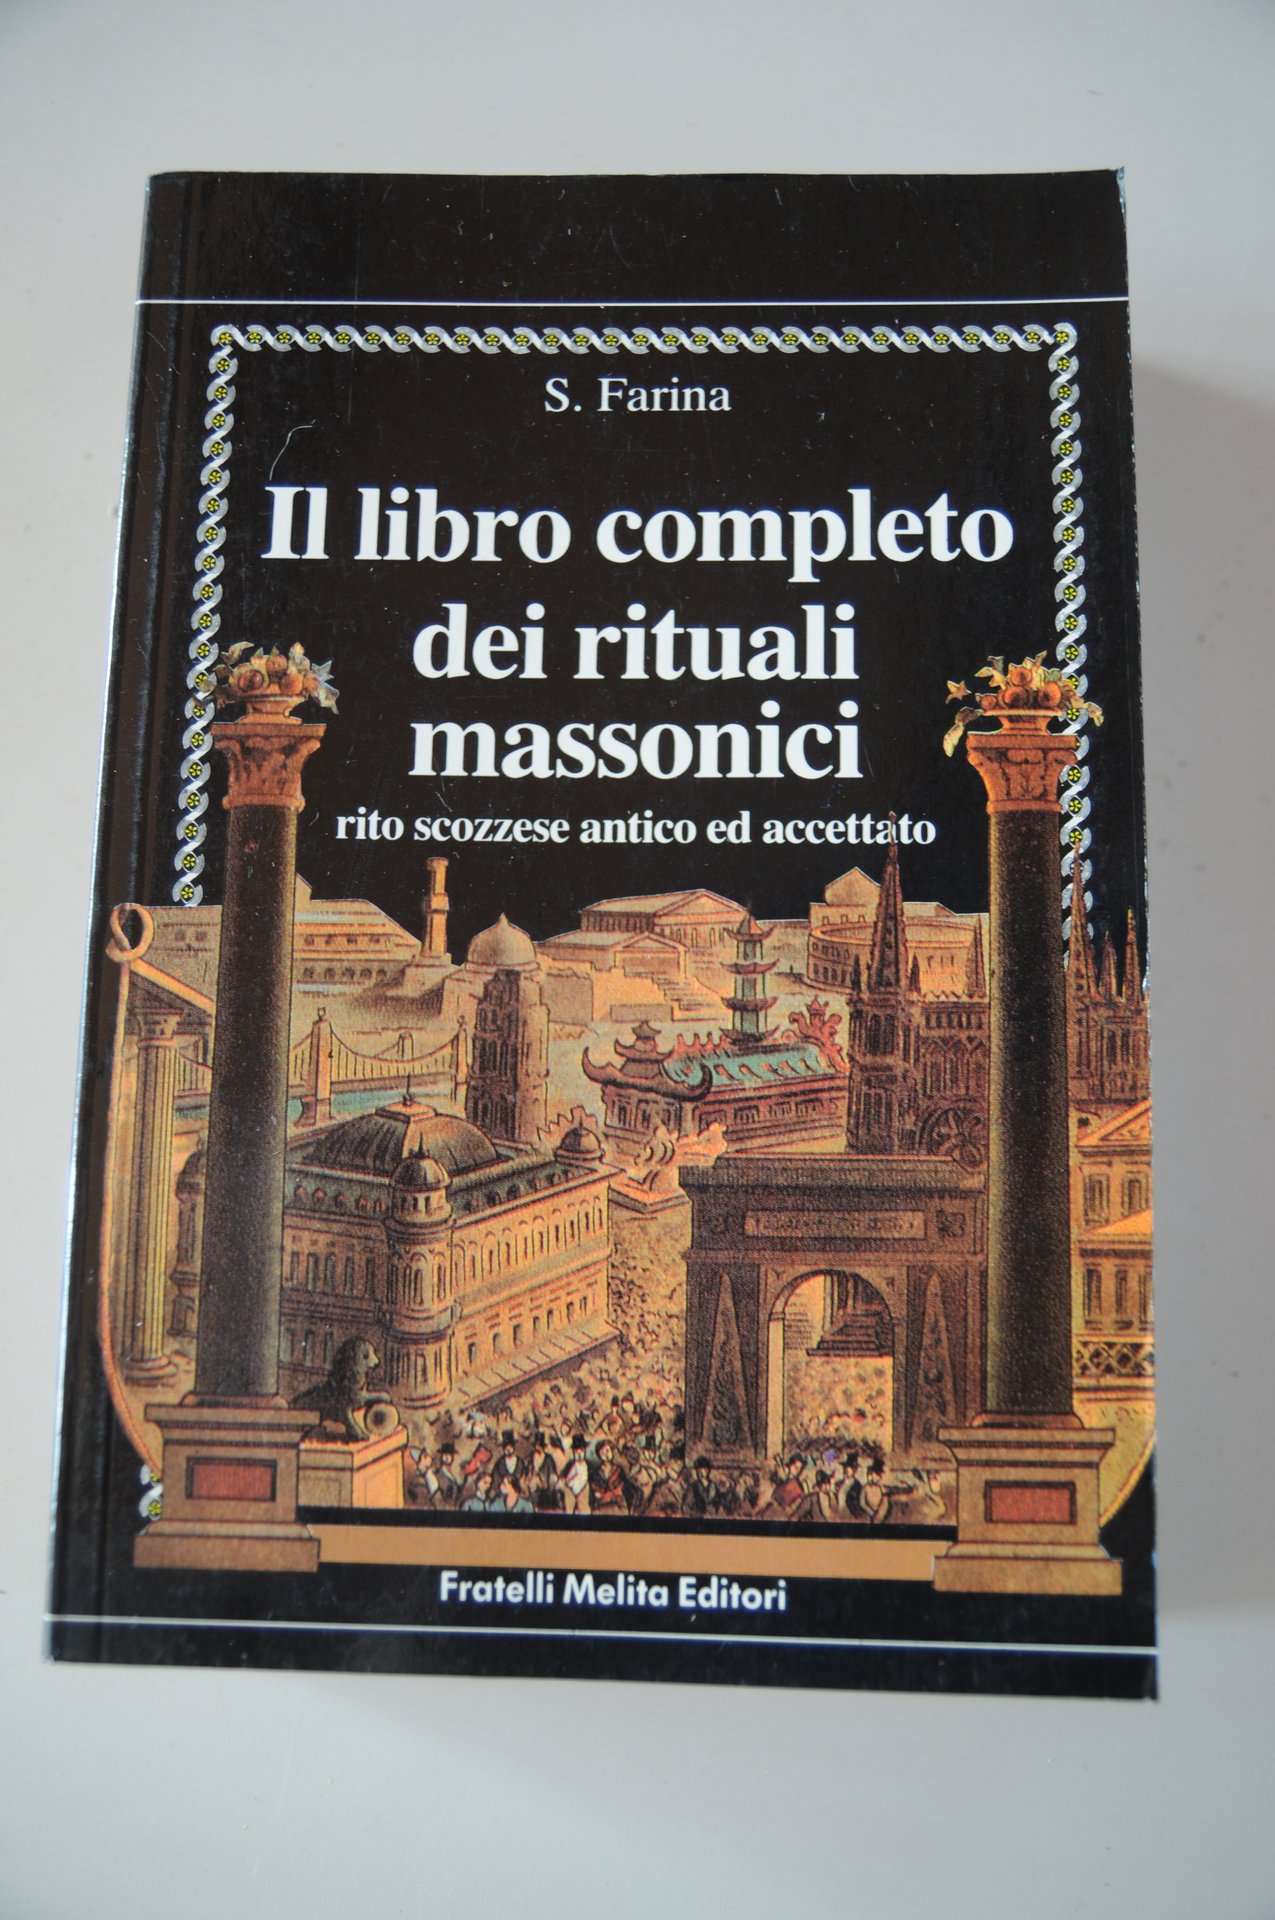 S. Farina
Il libro completo
dei rituali
massonici
rito scozzese antico ed accettato
Fratelli Melita Editori